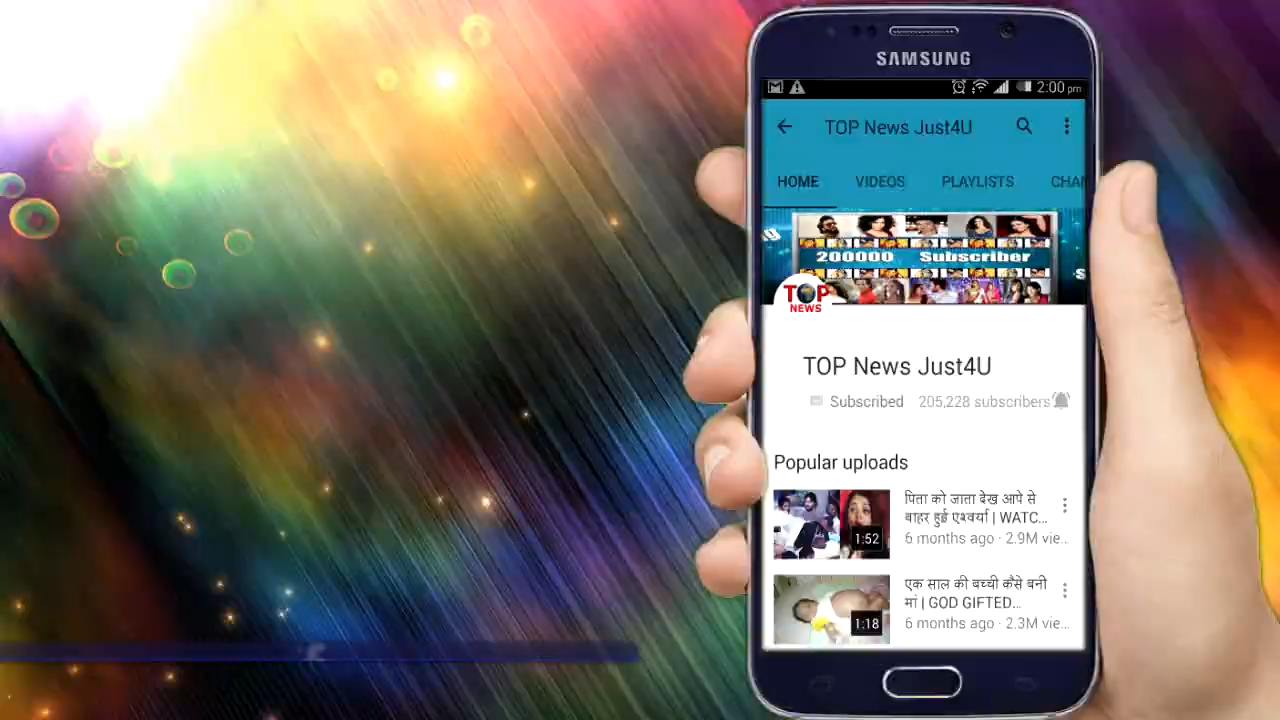 SAMSUNG
2:00 pm
TOP News Just4U
HOME VIDEOS PLAYLISTS CHAN
200000 Subscriber
TOP
NEWS
TOP News Just4U
Subscribed 205,228 subscribers
Popular uploads
पिता को जाता देख आपे से
बाहर हुई एश्वर्या | WATC...
6 months ago · 2.9M vie..
1:52
एक साल की बच्ची कैसे बनी
मां | GOD GIFTED...
6 months ago · 2.3M vie...
1:18